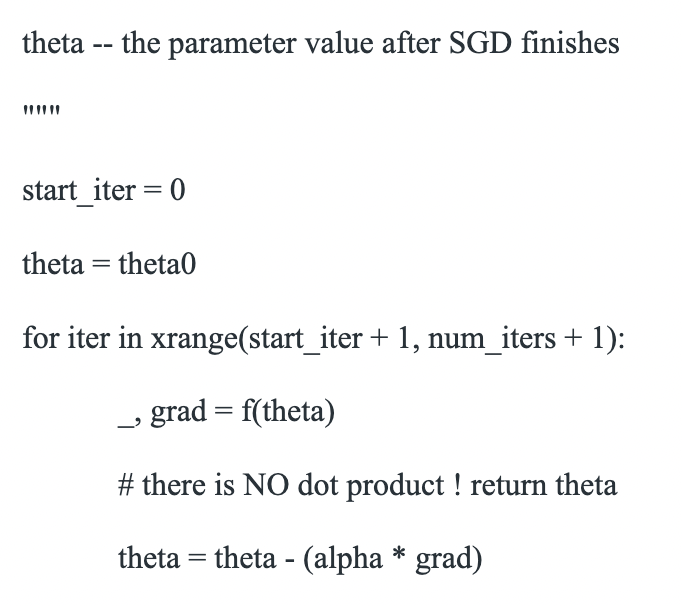 theta -- the parameter value after SGD finishes
"""
start_iter = 0
theta = theta0
for iter in xrange(start_iter + 1, num_iters + 1):
_, grad = f(theta)
# there is NO dot product ! return theta
theta = theta - (alpha * grad)